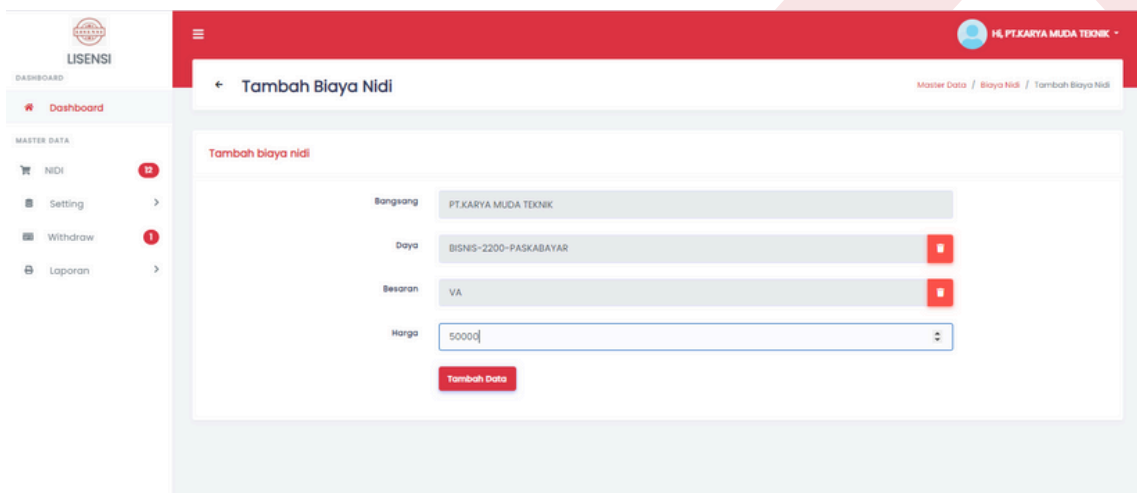 LISENSI
DASHBOARD
Dashboard
MASTER DATA
NIDI 12
Setting
Withdraw 1
Laporan
Hi, PT.KARYA MUDA TEKNIK
Tambah Biaya Nidi
Master Data / Biaya Nidi / Tambah Biaya Nidi
Tambah biaya nidi
Bangsang PT.KARYA MUDA TEKNIK
Daya BISNIS-2200-PASKABAYAR
Besaran VA
Harga 50000
Tambah Data